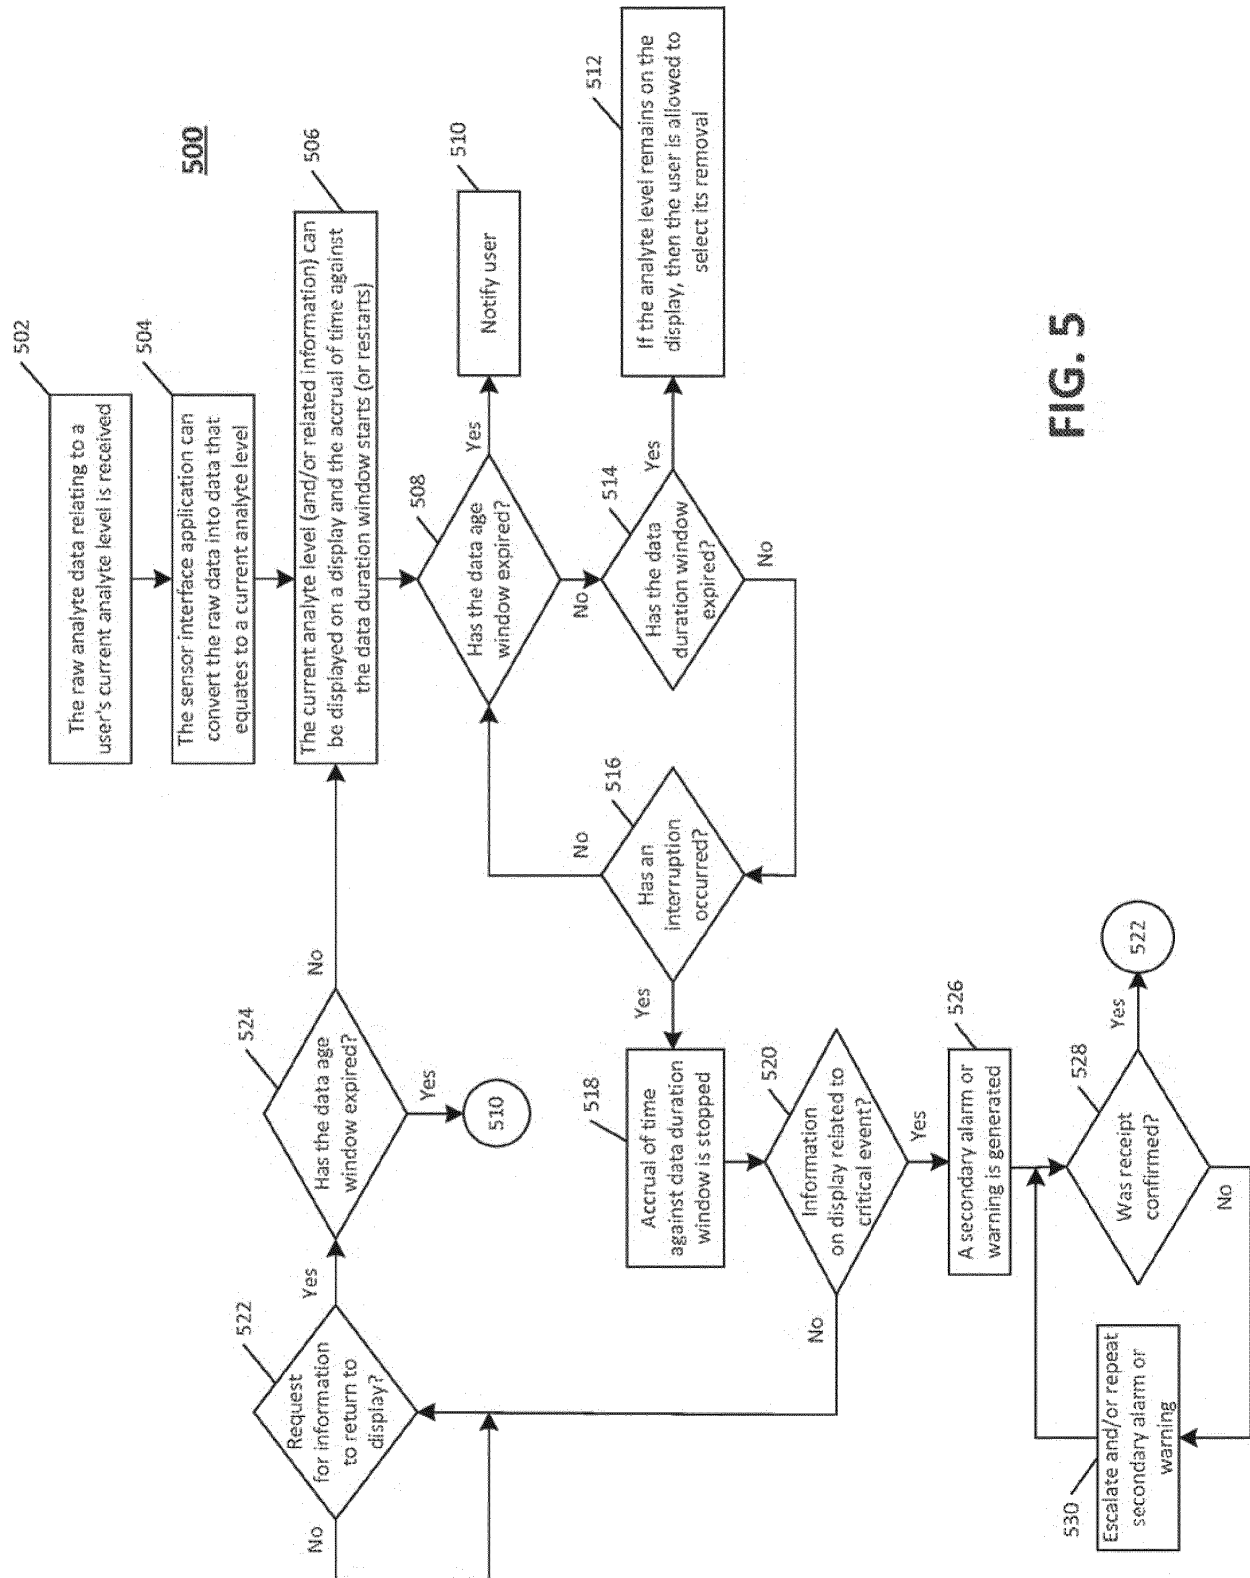 500
502
The raw analyte data relating to a
user's current analyte level is received
504
The sensor interface application can
convert the raw data into data that
equates to a current analyte level
506
The current analyte level (and/or related information) can
be displayed on a display and the accrual of time against
the data duration window starts (or restarts)
508
Has the data age
window expired?
Yes
510
Notify user
No
514
Has the data
duration window
expired?
Yes
512
If the analyte level remains on the
display, then the user is allowed to
select its removal
No
516
Has an
interruption
occurred?
No
Yes
518
Accrual of time
against data duration
window is stopped
520
Information
on display related to
critical event?
No
Yes
522
Request
for information
to return to
display?
No
Yes
524
Has the data age
window expired?
No
Yes
510
526
A secondary alarm or
warning is generated
528
Was receipt
confirmed?
Yes
522
No
530
Escalate and/or repeat
secondary alarm or
warning
FIG. 5